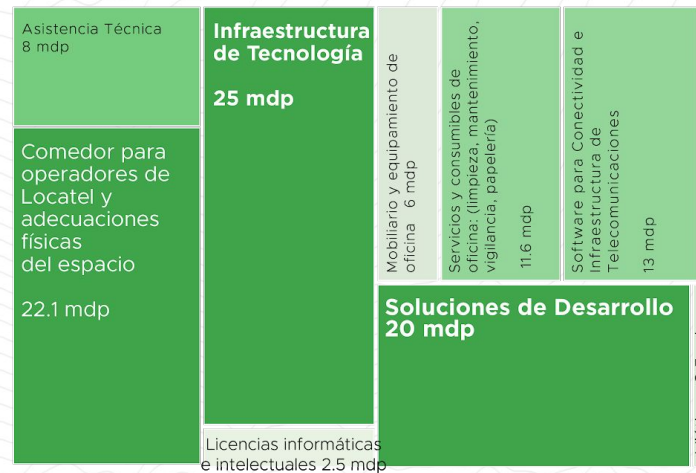 Asistencia Técnica
8 mdp
Comedor para
operadores de
Locatel y
adecuaciones
físicas
del espacio
22.1 mdp
Infraestructura
de Tecnología
25 mdp
Licencias informáticas
e intelectuales 2.5 mdp
Mobiliario y equipamiento de
oficina 6 mdp
Servicios y consumibles de
oficina: (limpieza, mantenimiento,
vigilancia, papelería)
11.6 mdp
Software para Conectividad e
Infraestructura de
Telecomunicaciones
13 mdp
Soluciones de Desarrollo
20 mdp